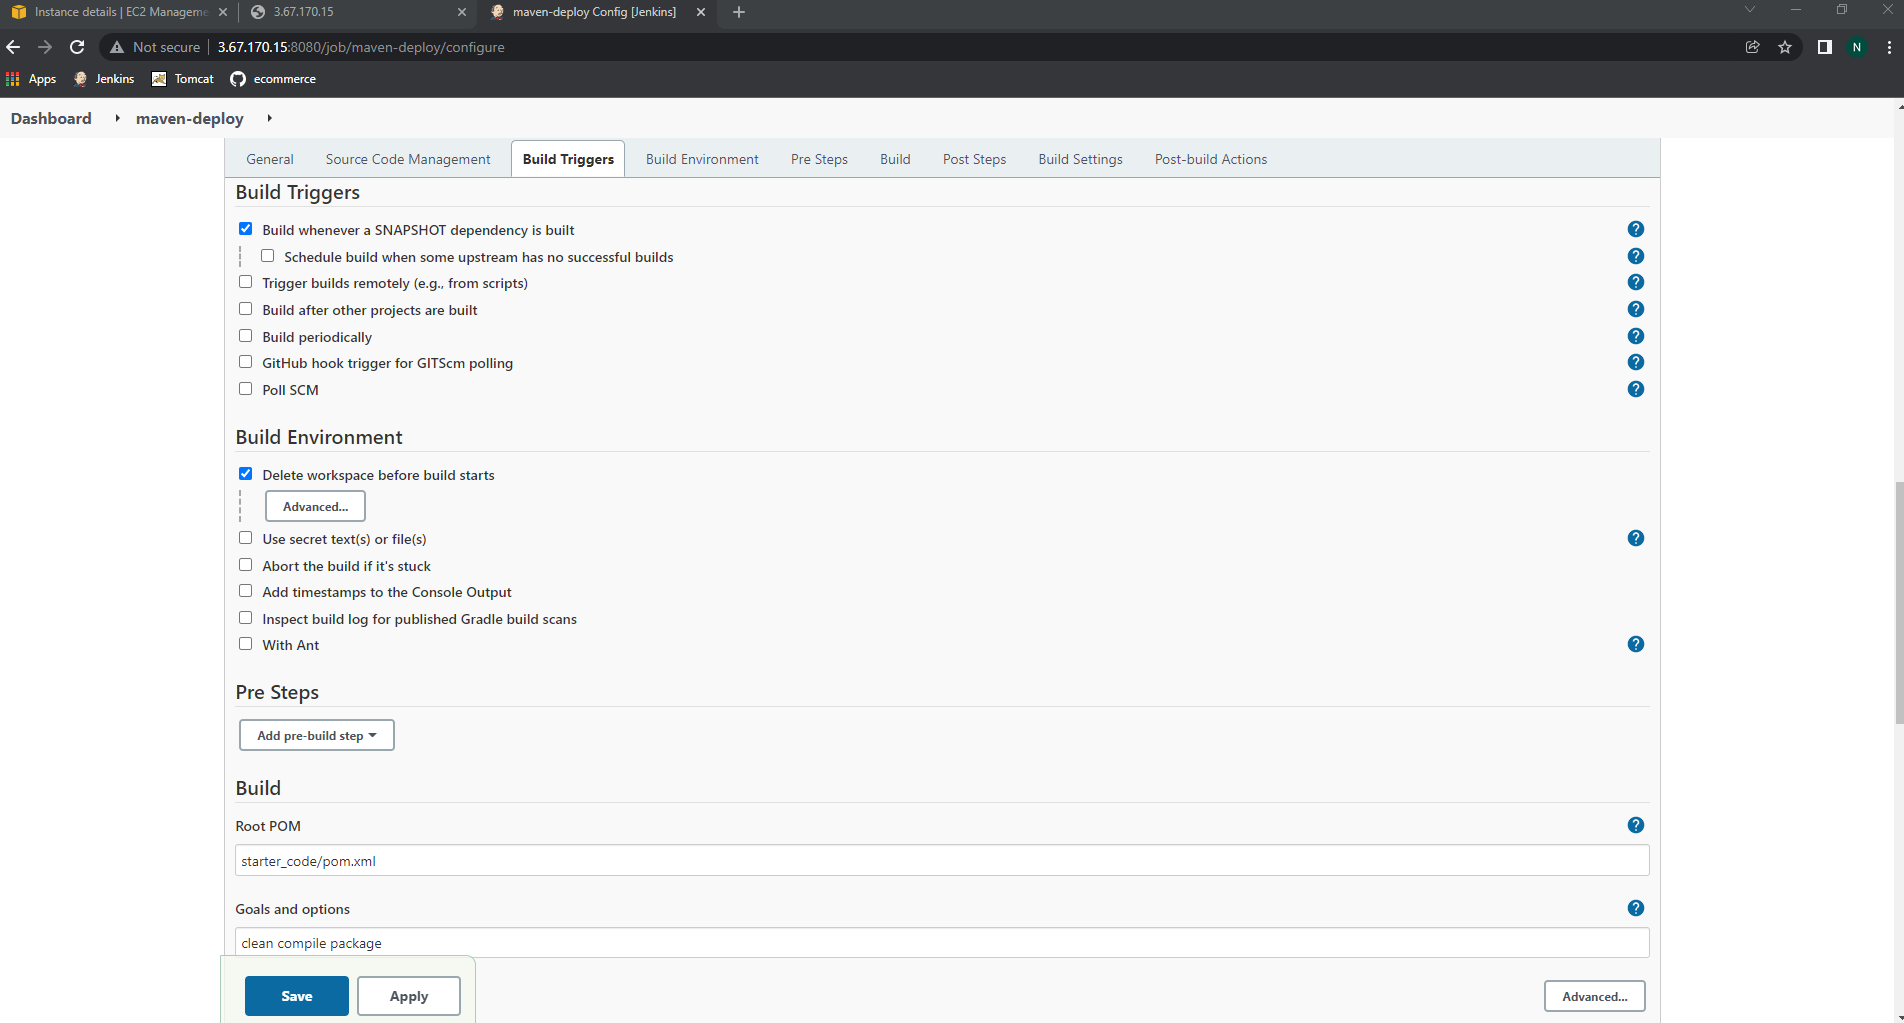 Instance details | EC2 Manageme
3.67.170.15
maven-deploy Config [Jenkins]
Not secure
3.67.170.15:8080/job/maven-deploy/configure
N
Apps
Jenkins
Tomcat
ecommerce
Dashboard
maven-deploy
General
Source Code Management
Build Triggers
Build Environment
Pre Steps
Build
Post Steps
Build Settings
Post-build Actions
Build Triggers
Build whenever a SNAPSHOT dependency is built
?
Schedule build when some upstream has no successful builds
?
Trigger builds remotely (e.g., from scripts)
?
Build after other projects are built
?
Build periodically
?
GitHub hook trigger for GITScm polling
?
Poll SCM
?
Build Environment
Delete workspace before build starts
Advanced...
Use secret text(s) or file(s)
?
Abort the build if it's stuck
Add timestamps to the Console Output
Inspect build log for published Gradle build scans
With Ant
?
Pre Steps
Add pre-build step
Build
Root POM
?
starter_code/pom.xml
Goals and options
?
clean compile package
Save
Apply
Advanced...